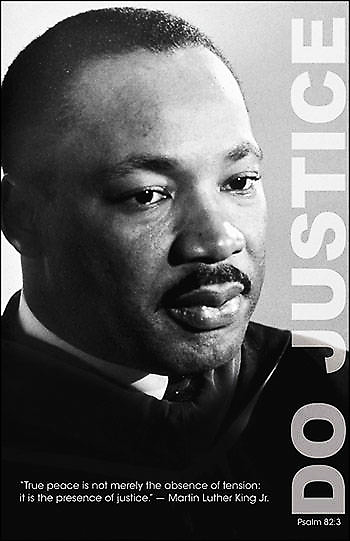 DO JUSTICE
"True peace is not merely the absence of tension:
it is the presence of justice." — Martin Luther King Jr.
Psalm 82:3